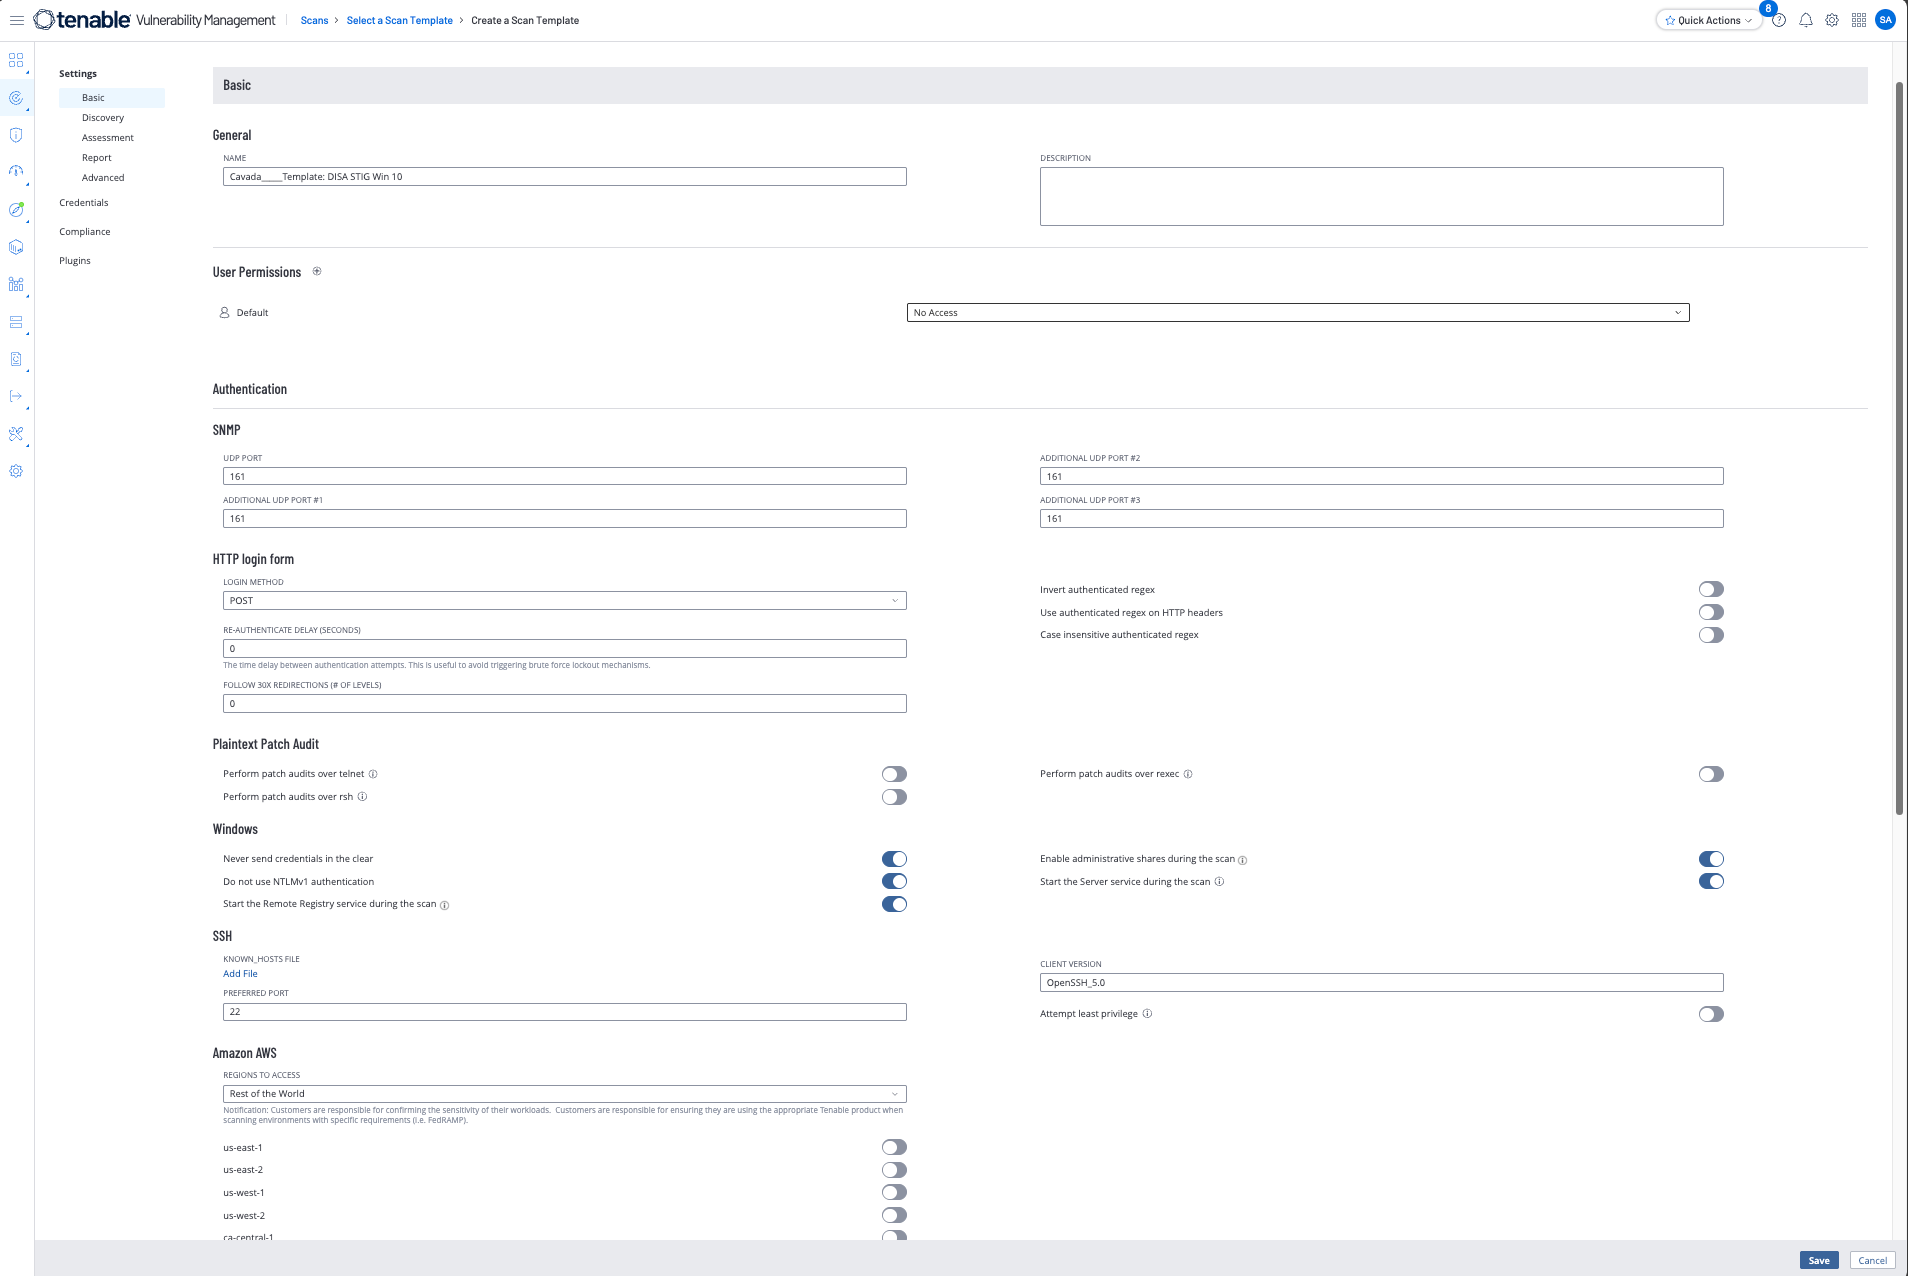 tenable Vulnerability Management Scans > Select a Scan Template > Create a Scan Template Quick Actions 8 SA
Settings
Basic
Discovery
Assessment
Report
Advanced
Credentials
Compliance
Plugins
Basic
General
NAME
Cavada_____Template: DISA STIG Win 10
DESCRIPTION
User Permissions
Default
No Access
Authentication
SNMP
UDP PORT
161
ADDITIONAL UDP PORT #2
161
ADDITIONAL UDP PORT #1
161
ADDITIONAL UDP PORT #3
161
HTTP login form
LOGIN METHOD
POST
RE-AUTHENTICATE DELAY (SECONDS)
0
The time delay between authentication attempts. This is useful to avoid triggering brute force lockout mechanisms.
FOLLOW 30X REDIRECTIONS (# OF LEVELS)
0
Invert authenticated regex
Use authenticated regex on HTTP headers
Case insensitive authenticated regex
Plaintext Patch Audit
Perform patch audits over telnet
Perform patch audits over rsh
Perform patch audits over rexec
Windows
Never send credentials in the clear
Do not use NTLMv1 authentication
Start the Remote Registry service during the scan
Enable administrative shares during the scan
Start the Server service during the scan
SSH
KNOWN_HOSTS FILE
Add File
PREFERRED PORT
22
CLIENT VERSION
OpenSSH_5.0
Attempt least privilege
Amazon AWS
REGIONS TO ACCESS
Rest of the World
Notification: Customers are responsible for confirming the sensitivity of their workloads. Customers are responsible for ensuring they are using the appropriate Tenable product when
scanning environments with specific requirements (i.e. FedRAMP).
us-east-1
us-east-2
us-west-1
us-west-2
ca-central-1
Save
Cancel